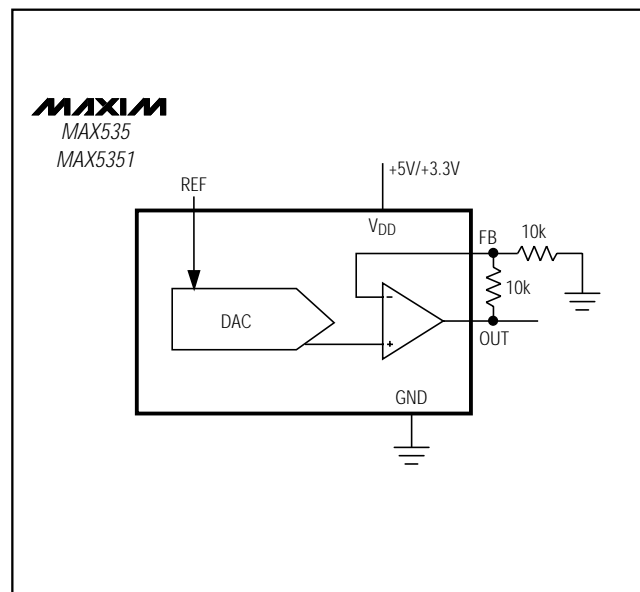 MAXIM
MAX535
MAX5351
+5V/+3.3V
REF
VDD
FB
10k
10k
DAC
OUT
GND